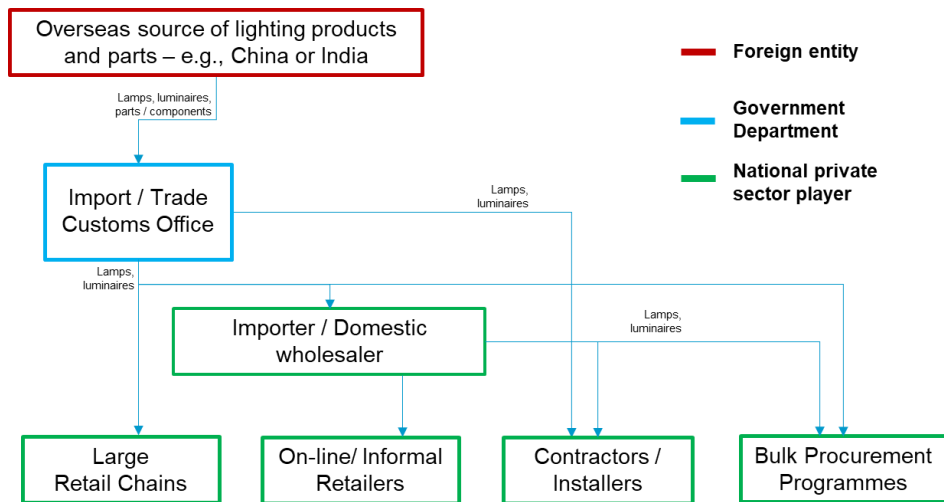 Overseas source of lighting products
and parts – e.g., China or India
Foreign entity
Lamps, luminaires,
parts / components
Government
Department
Import / Trade
Customs Office
Lamps,
luminaires
National private
sector player
Lamps,
luminaires
Importer / Domestic
wholesaler
Lamps,
luminaires
Large
Retail Chains
On-line/ Informal
Retailers
Contractors /
Installers
Bulk Procurement
Programmes